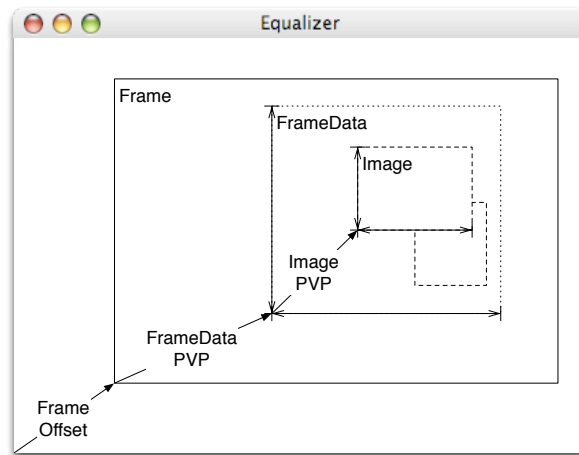 Equalizer
Frame
FrameData
Image
Image
PVP
FrameData
PVP
Frame
Offset